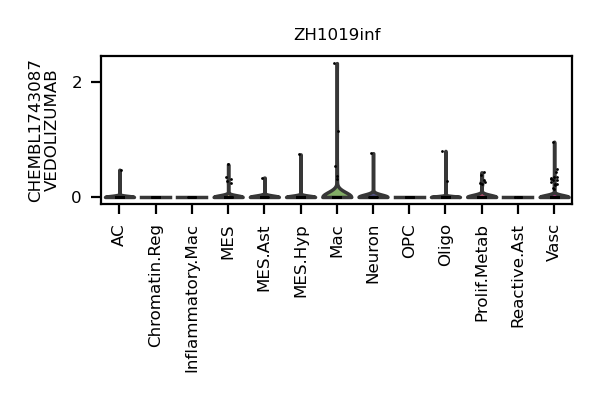 ZH1019inf
CHEMBL1743087
VEDOLIZUMAB
2
0
AC
Chromatin.Reg
Inflammatory.Mac
MES
MES.Ast
MES.Hyp
Mac
Neuron
OPC
Oligo
Prolif.Metab
Reactive.Ast
Vasc